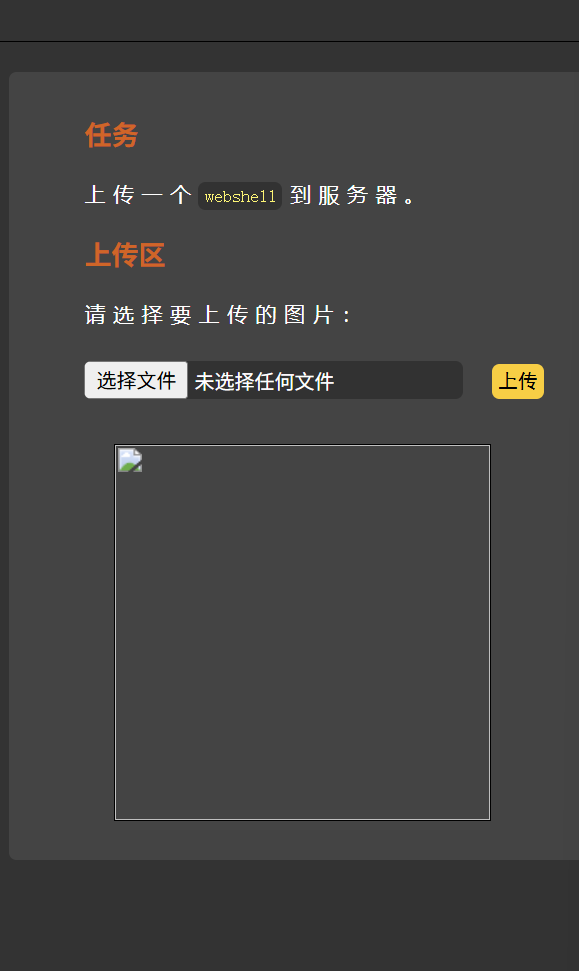 任务
上传一个 webshell 到服务器。
上传区
请选择要上传的图片：
选择文件 未选择任何文件 上传